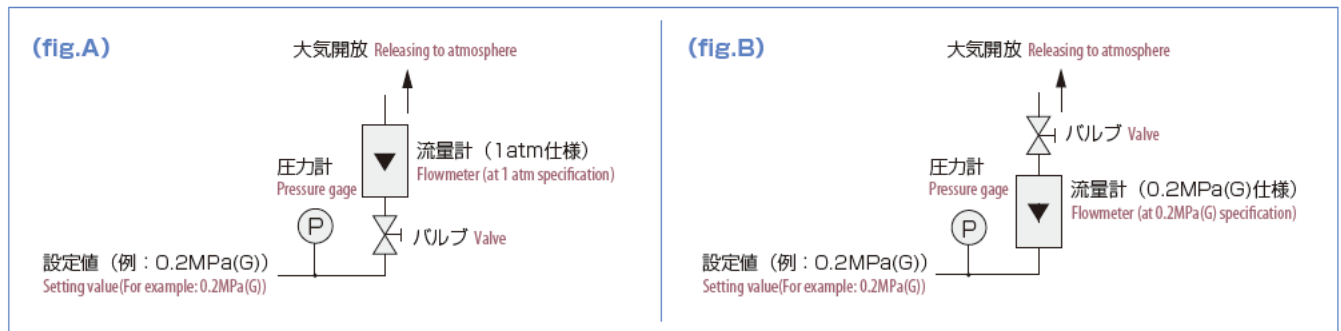 (fig.A)
大気開放 Releasing to atmosphere
圧力計
Pressure gage
流量計（1atm仕様）
Flowmeter (at 1 atm specification)
P
バルブ Valve
設定値（例：0.2MPa(G)）
Setting value(For example: 0.2MPa(G))
(fig.B)
大気開放 Releasing to atmosphere
バルブ Valve
圧力計
Pressure gage
流量計（0.2MPa(G)仕様）
Flowmeter (at 0.2MPa(G) specification)
P
設定値（例：0.2MPa(G)）
Setting value(For example: 0.2MPa(G))